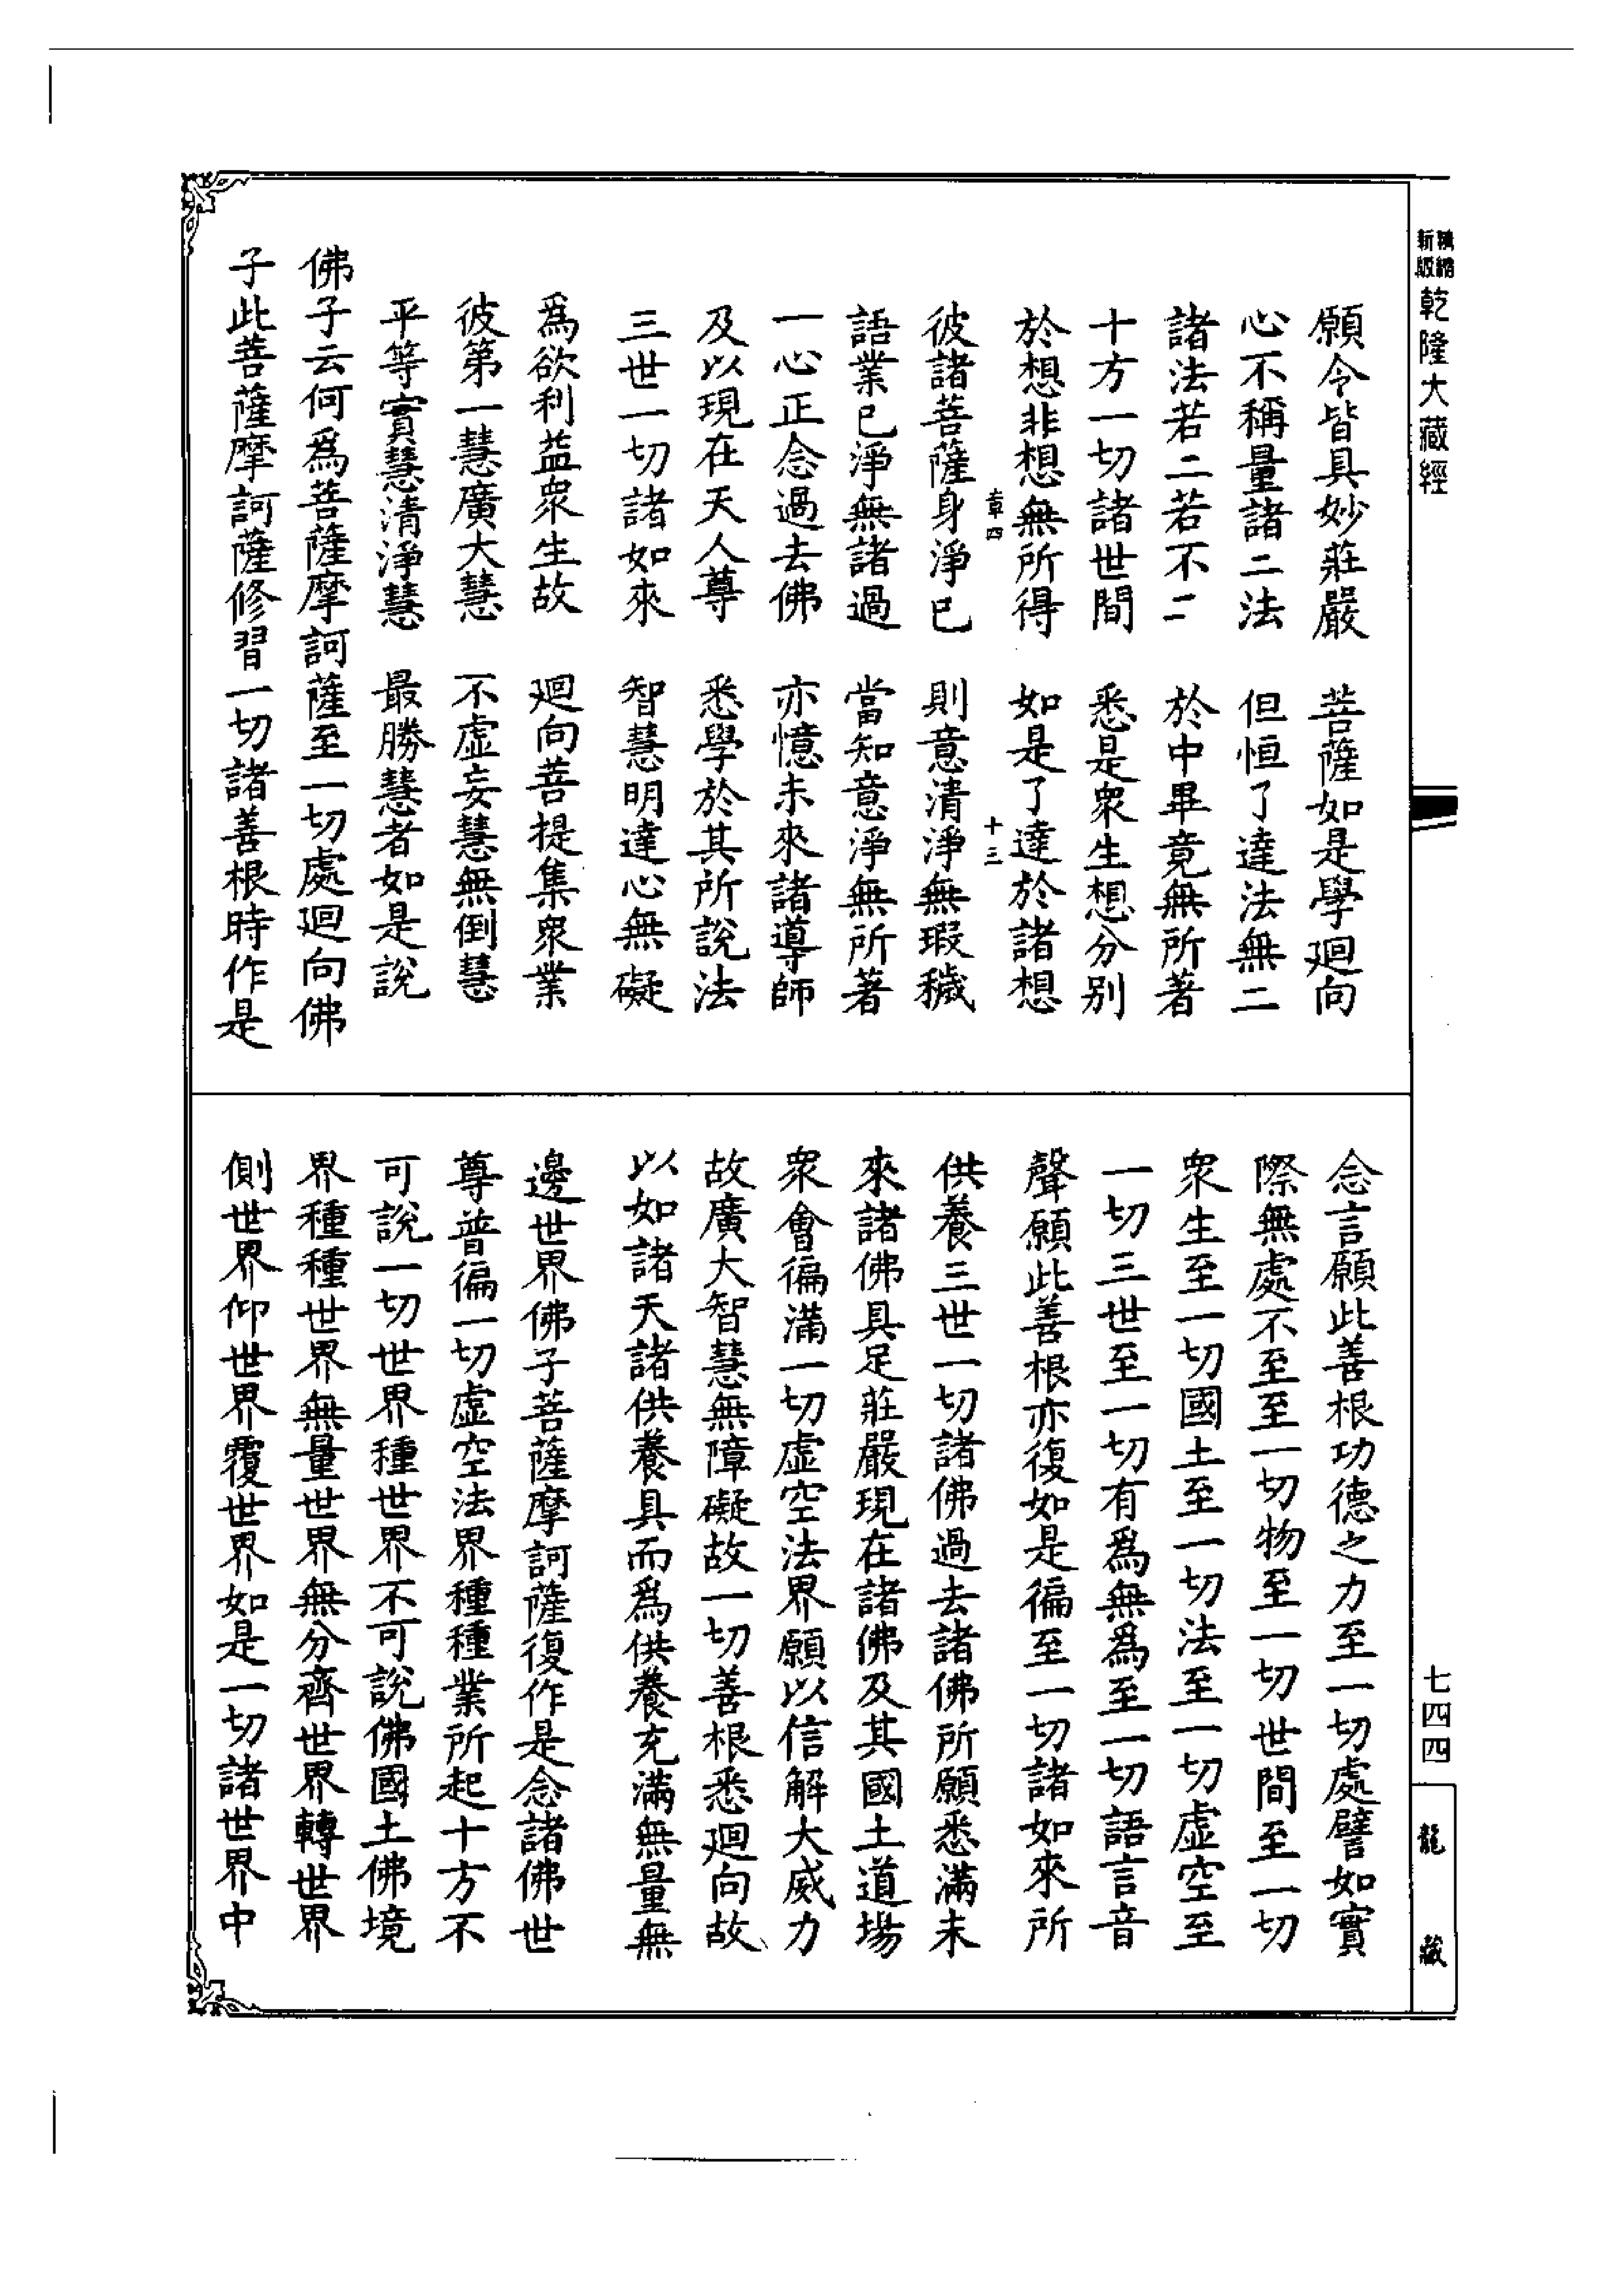 精縮
新版
乾隆大藏經
願令皆具妙莊嚴　菩薩如是學廻向
心不稱量諸二法　但恒了達法無二
諸法若二若不二　於中畢竟無所著
十方一切諸世間　悉是衆生想分别
於想非想無所得　如是了達於諸想
章四　十三
彼諸菩薩身淨已　則意清淨無瑕穢
語業已淨無諸過　當知意淨無所著
一心正念過去佛　亦憶未來諸導師
及以現在天人尊　悉學於其所說法
三世一切諸如來　智慧明達心無礙
爲欲利益衆生故　廻向菩提集衆業
彼第一慧廣大慧　不虛妄慧無倒慧
平等實慧清淨慧　最勝慧者如是說
佛子云何爲菩薩摩訶薩至一切處廻向佛
子此菩薩摩訶薩修習一切諸善根時作是
念言願此善根功德之力至一切處譬如實
際無處不至至一切物至一切世間至一切
衆生至一切國土至一切法至一切虛空至
一切三世至一切有爲無爲至一切語言音
聲願此善根亦復如是徧至一切諸如來所
供養三世一切諸佛過去諸佛所願悉滿未
來諸佛具足莊嚴現在諸佛及其國土道場
衆會徧滿一切虛空法界願以信解大威力
故廣大智慧無障礙故一切善根悉廻向故
以如諸天諸供養具而爲供養充滿無量無
邊世界佛子菩薩摩訶薩復作是念諸佛世
尊普徧一切虛空法界種種業所起十方不
可說一切世界種世界不可說佛國土佛境
界種種世界無量世界無分齊世界轉世界
側世界仰世界覆世界如是一切諸世界中
七四四
龍藏